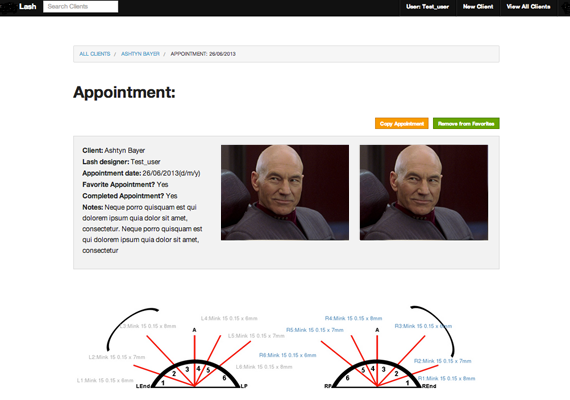 Lash Search Clients User: Test_user New Client View All Clients
ALL CLIENTS / ASHTYN BAYER / APPOINTMENT: 26/06/2013
Appointment:
Copy Appointment Remove from Favorites
Client: Ashtyn Bayer
Lash designer: Test_user
Appointment date: 26/06/2013(d/m/y)
Favorite Appointment? Yes
Completed Appointment? Yes
Notes: Neque porro quisquam est qui
dolorem ipsum quia dolor sit amet,
consectetur. Neque porro quisquam est
qui dolorem ipsum quia dolor sit amet,
consectetur
L4:Mink 15 0.15 x 8mm R4:Mink 15 0.15 x 8mm
L3:Mink 15 0.15 x 8mm A R5:Mink 15 0.15 x 7mm A R3:Mink 15 0.15 x 8mm
L5:Mink 15 0.15 x 7mm
L2:Mink 15 0.15 x 7mm R6:Mink 15 0.15 x 6mm R2:Mink 15 0.15 x 7mm
L6:Mink 15 0.15 x 6mm
L1:Mink 15 0.15 x 6mm 1 2 3 4 5 6 6 5 4 3 2 1 R1:Mink 15 0.15 x 6mm
LEnd LP RP REnd